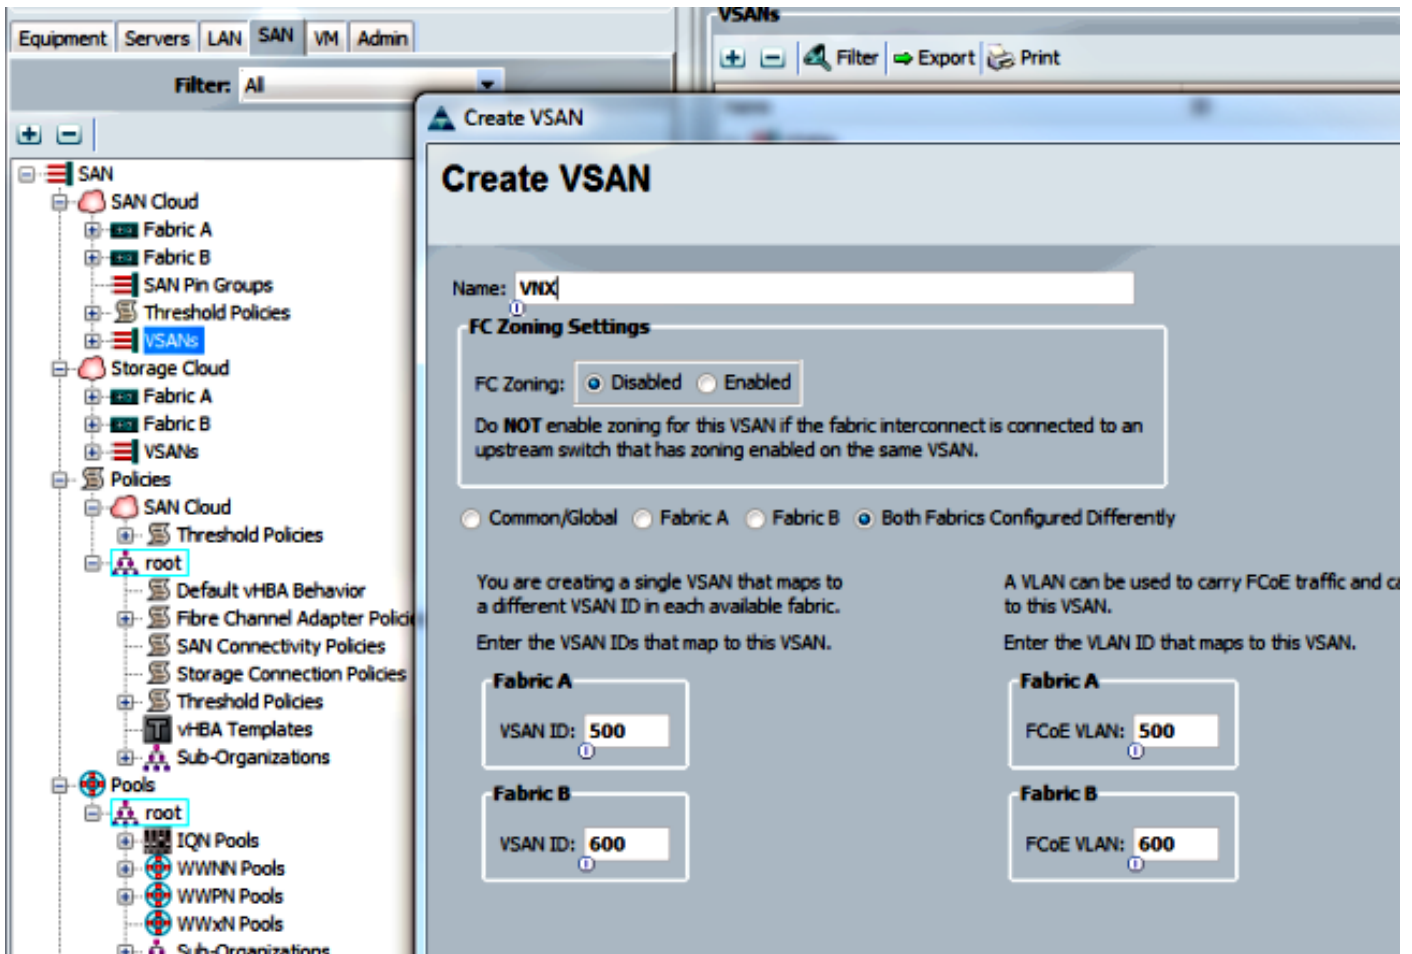 Equipment Servers LAN SAN VM Admin
Filter: All
SAN
SAN Cloud
Fabric A
Fabric B
SAN Pin Groups
Threshold Policies
VSANs
Storage Cloud
Fabric A
Fabric B
VSANs
Policies
SAN Cloud
Threshold Policies
root
Default vHBA Behavior
Fibre Channel Adapter Policie
SAN Connectivity Policies
Storage Connection Policies
Threshold Policies
vHBA Templates
Sub-Organizations
Pools
root
IQN Pools
WWNN Pools
WWPN Pools
WWxN Pools
Sub-Organizations
VSANs
Filter Export Print
Create VSAN
Create VSAN
Name: VNX
FC Zoning Settings
FC Zoning: Disabled Enabled
Do NOT enable zoning for this VSAN if the fabric interconnect is connected to an
upstream switch that has zoning enabled on the same VSAN.
Common/Global Fabric A Fabric B Both Fabrics Configured Differently
You are creating a single VSAN that maps to
a different VSAN ID in each available fabric.
Enter the VSAN IDs that map to this VSAN.
Fabric A
VSAN ID: 500
Fabric B
VSAN ID: 600
A VLAN can be used to carry FCoE traffic and ca
to this VSAN.
Enter the VLAN ID that maps to this VSAN.
Fabric A
FCoE VLAN: 500
Fabric B
FCoE VLAN: 600